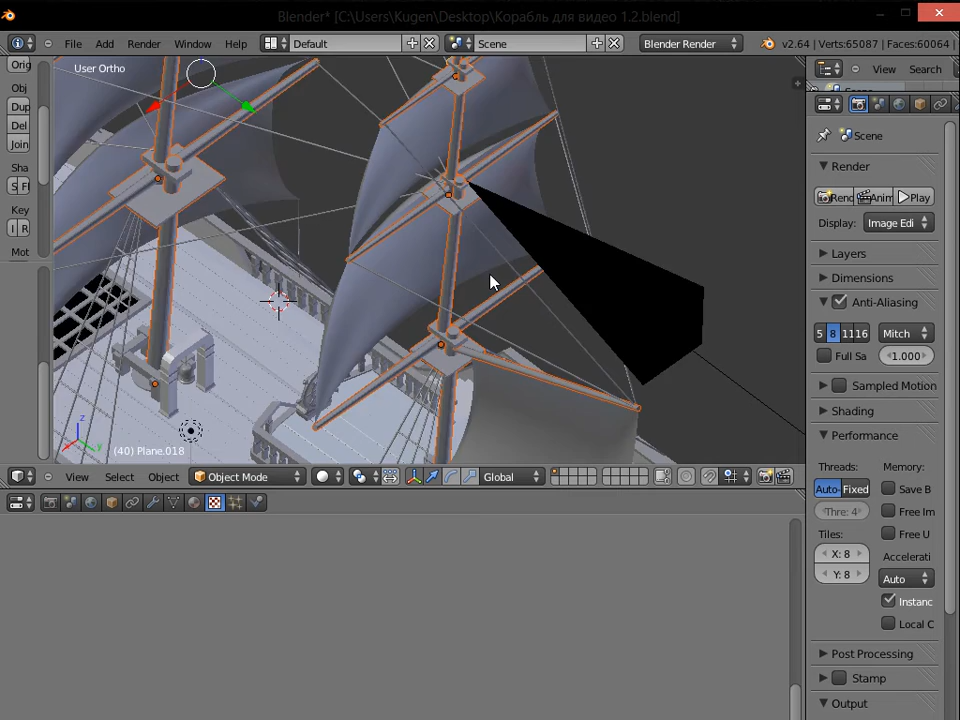 Blender* [C:\Users\Kugen\Desktop\Корабль для видео 1.2.blend]
File Add Render Window Help Default Scene Blender Render v2.64 | Verts:65087 | Faces:60064
Orig
User Ortho
View Search
Obj
Dup
Del
Join
Sha
S Fl
Key
I R
Mot
Scene
Render
Rend Anim Play
Display: Image Edi
Layers
Dimensions
Anti-Aliasing
5 8 11 16 Mitch
Full Sa 1.000
Sampled Motion
Shading
Performance
Threads: Memory:
Auto- Fixed Save B
Thre: 4 Free Im
Tiles: Free U
X: 8 Accelerati
Y: 8 Auto
Instanc
Local C
Post Processing
Stamp
Output
z
y
x
(40) Plane.018
View Select Object Object Mode Global